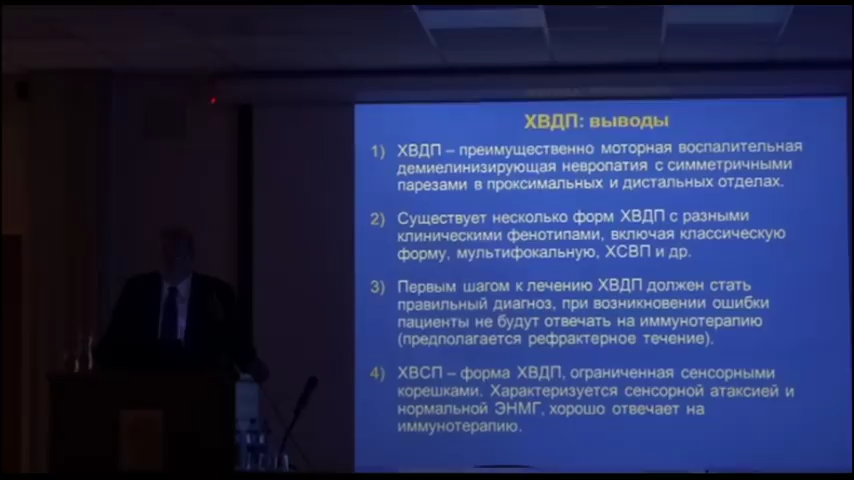 ХВДП: выводы
1) ХВДП – преимущественно моторная воспалительная
демиелинизирующая невропатия с симметричными
парезами в проксимальных и дистальных отделах.
2) Существует несколько форм ХВДП с разными
клиническими фенотипами, включая классическую
форму, мультифокальную, ХСВП и др.
3) Первым шагом к лечению ХВДП должен стать
правильный диагноз, при возникновении ошибки
пациенты не будут отвечать на иммунотерапию
(предполагается рефрактерное течение).
4) ХВСП – форма ХВДП, ограниченная сенсорными
корешками. Характеризуется сенсорной атаксией и
нормальной ЭНМГ, хорошо отвечает на
иммунотерапию.